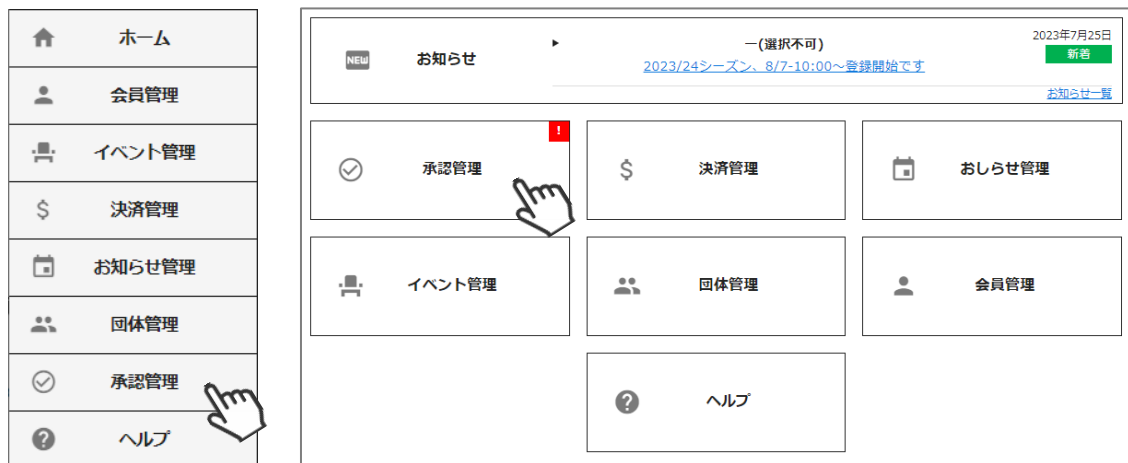 ホーム
会員管理
イベント管理
決済管理
お知らせ管理
団体管理
承認管理
ヘルプ
NEW
お知らせ
ー(選択不可)
2023/24シーズン、8/7-10:00～登録開始です
2023年7月25日
新着
お知らせ一覧
承認管理
!
決済管理
おしらせ管理
イベント管理
団体管理
会員管理
ヘルプ